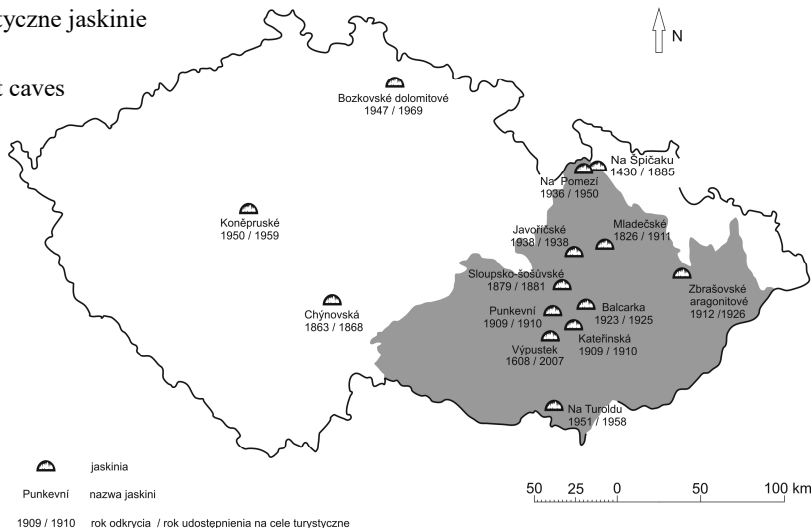 tyczne jaskinie
t caves
N
Bozkovské dolomitové
1947 / 1969
Na Špičaku
1430 / 1885
Na Pomezí
1936 / 1950
Koněpruské
1950 / 1959
Javoříčské
1938 / 1938
Mladečské
1826 / 1911
Sloupsko-šošůvské
1879 / 1881
Zbrašovské
aragonitové
1912 /1926
Chýnovská
1863 / 1868
Punkevní
1909 / 1910
Balcarka
1923 / 1925
Kateřinská
1909 / 1910
Výpustek
1608 / 2007
Na Turoldu
1951 / 1958
jaskinia
Punkevní nazwa jaskini
1909 / 1910 rok odkrycia / rok udostępnienia na cele turystyczne
50 25 0 50 100 km